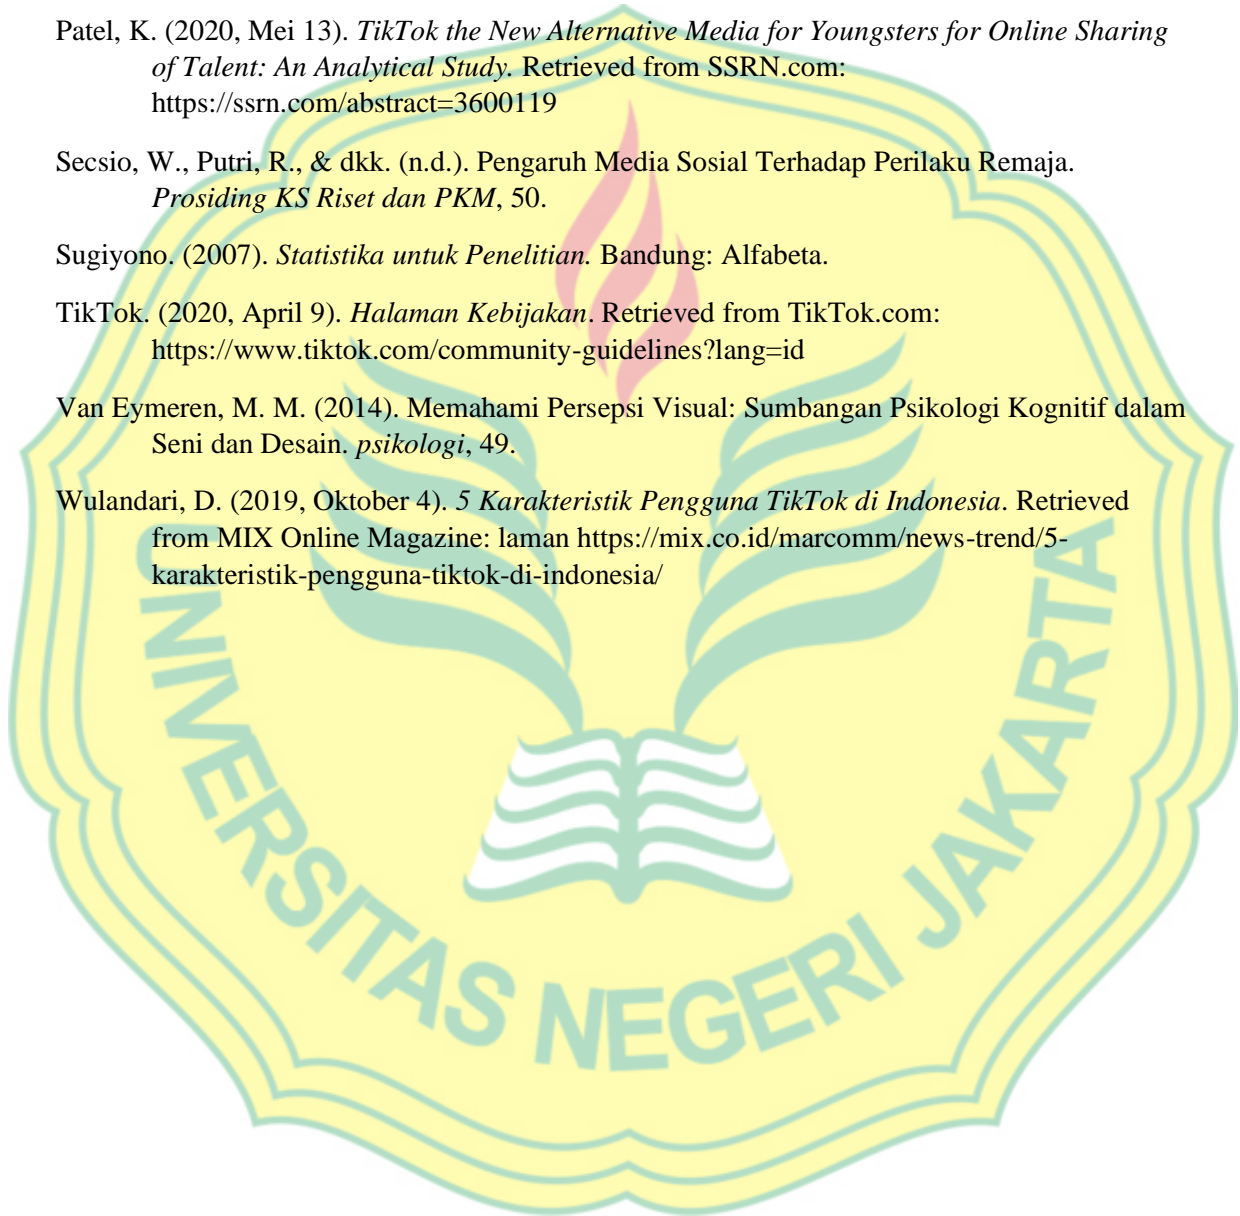 Patel, K. (2020, Mei 13). TikTok the New Alternative Media for Youngsters for Online Sharing
of Talent: An Analytical Study. Retrieved from SSRN.com:
https://ssrn.com/abstract=3600119
Secsio, W., Putri, R., & dkk. (n.d.). Pengaruh Media Sosial Terhadap Perilaku Remaja.
Prosiding KS Riset dan PKM, 50.
Sugiyono. (2007). Statistika untuk Penelitian. Bandung: Alfabeta.
TikTok. (2020, April 9). Halaman Kebijakan. Retrieved from TikTok.com:
https://www.tiktok.com/community-guidelines?lang=id
Van Eymeren, M. M. (2014). Memahami Persepsi Visual: Sumbangan Psikologi Kognitif dalam
Seni dan Desain. psikologi, 49.
Wulandari, D. (2019, Oktober 4). 5 Karakteristik Pengguna TikTok di Indonesia. Retrieved
from MIX Online Magazine: laman https://mix.co.id/marcomm/news-trend/5-
karakteristik-pengguna-tiktok-di-indonesia/
UNIVERSITAS NEGERI JAKARTA